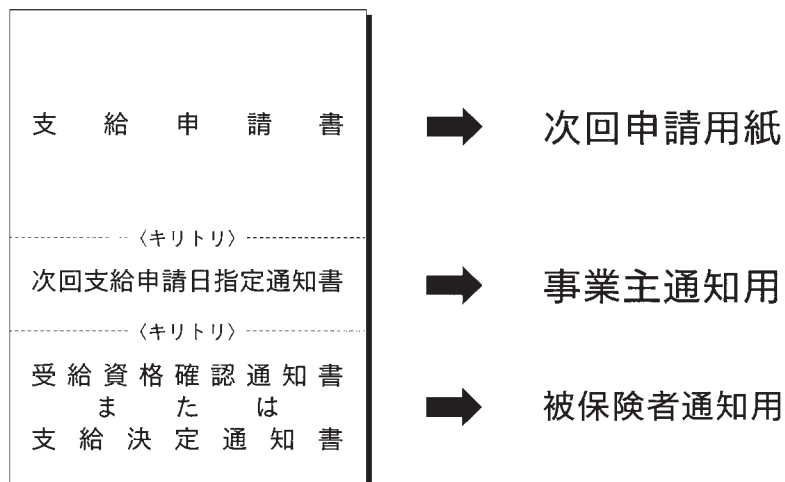 支給申請書
次回申請用紙
〈キリトリ〉
次回支給申請日指定通知書
事業主通知用
〈キリトリ〉
受給資格確認通知書
または
支給決定通知書
被保険者通知用